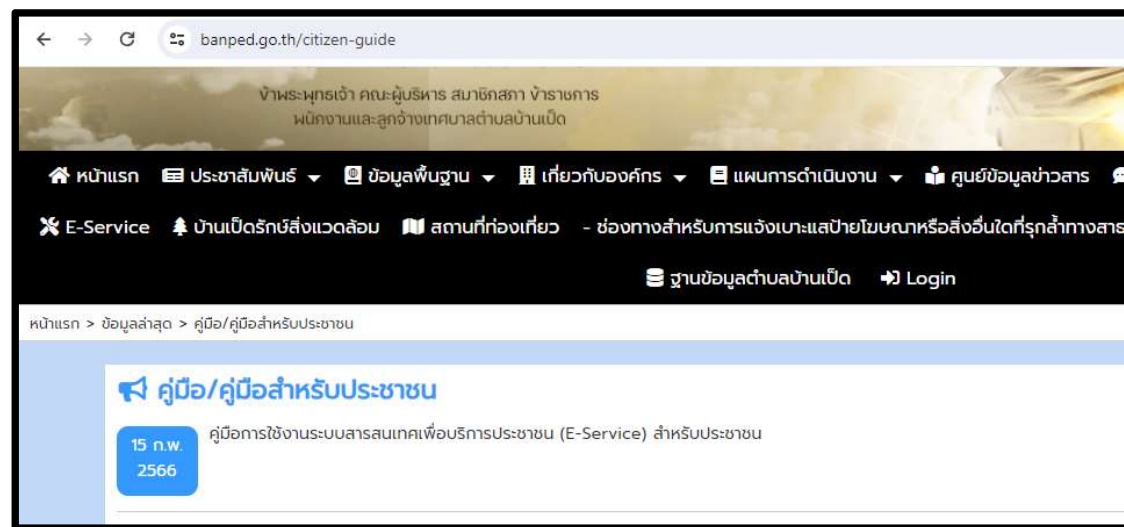 banped.go.th/citizen-guide
ข้าพระพุทธเจ้า คณะผู้บริหาร สมาชิกสภา ข้าราชการ
พนักงานและลูกจ้างเทศบาลตำบลบ้านเป็ด
หน้าแรก ประชาสัมพันธ์ ข้อมูลพื้นฐาน เกี่ยวกับองค์กร แผนการดำเนินงาน ศูนย์ข้อมูลข่าวสาร
E-Service บ้านเป็ดรักษ์สิ่งแวดล้อม สถานที่ท่องเที่ยว - ช่องทางสำหรับการแจ้งเบาะแสป้ายโฆษณาหรือสิ่งอื่นใดที่รุกล้ำทางสาธ
ฐานข้อมูลตำบลบ้านเป็ด Login
หน้าแรก > ข้อมูลล่าสุด > คู่มือ/คู่มือสำหรับประชาชน
คู่มือ/คู่มือสำหรับประชาชน
15 ก.พ. 2566
คู่มือการใช้งานระบบสารสนเทศเพื่อบริการประชาชน (E-Service) สำหรับประชาชน